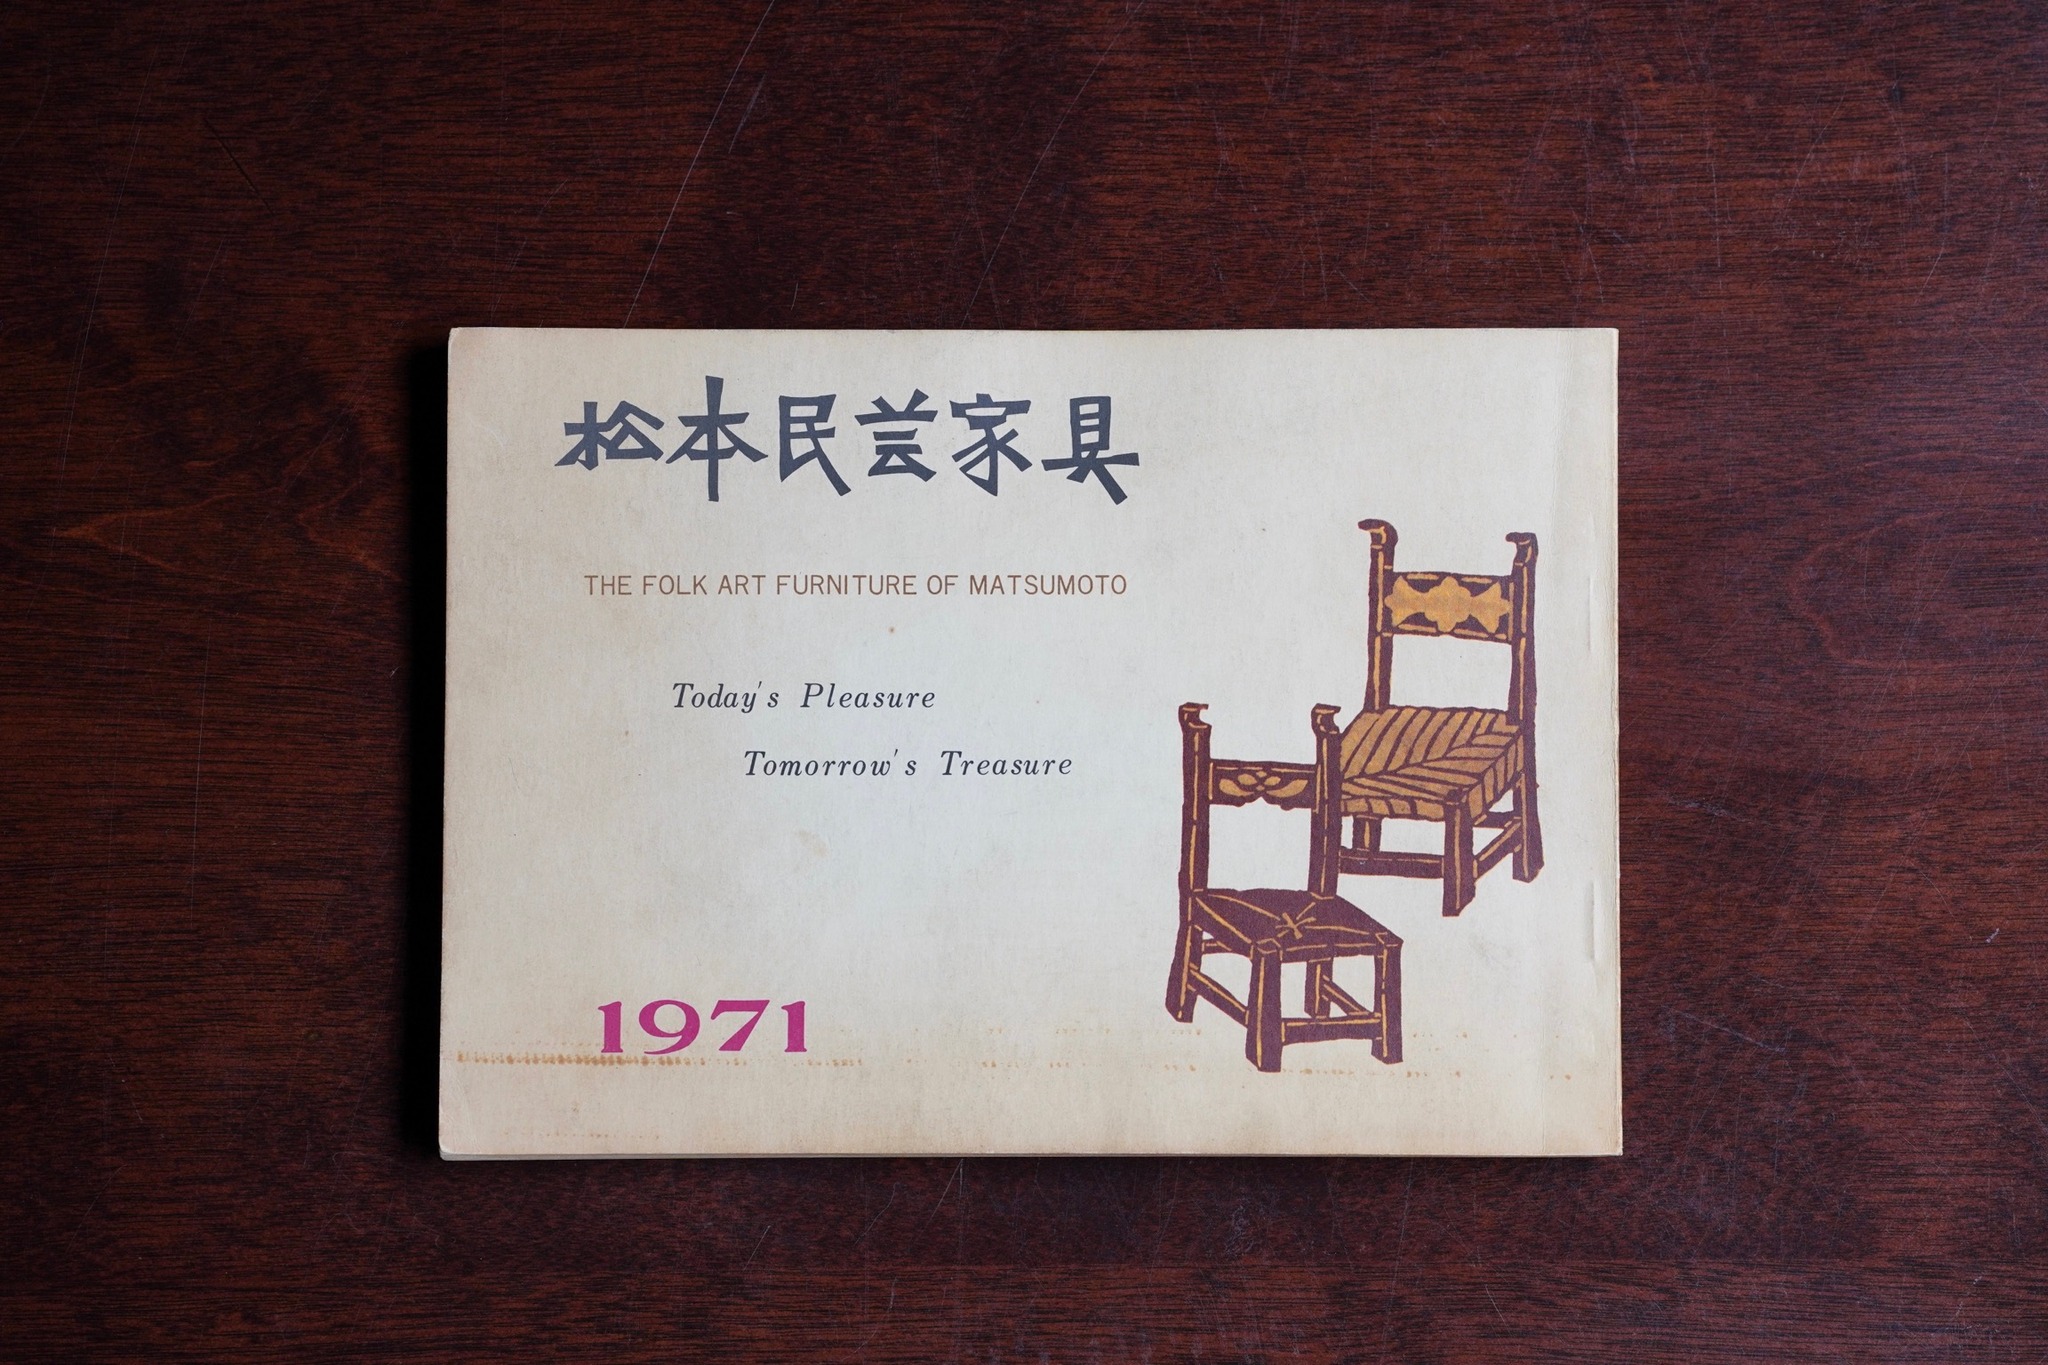 松本民芸家具
THE FOLK ART FURNITURE OF MATSUMOTO
Today's Pleasure
Tomorrow's Treasure
1971